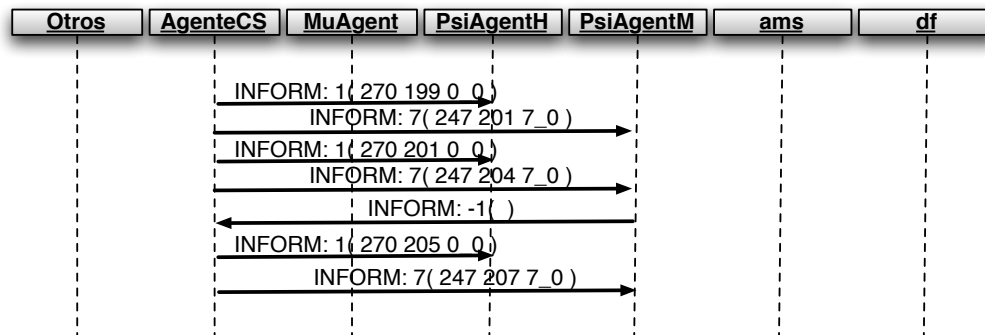 Otros AgenteCS MuAgent PsiAgentH PsiAgentM ams df
INFORM: 1( 270 199 0_0 )
INFORM: 7( 247 201 7_0 )
INFORM: 1( 270 201 0_0 )
INFORM: 7( 247 204 7_0 )
INFORM: -1( )
INFORM: 1( 270 205 0_0 )
INFORM: 7( 247 207 7_0 )